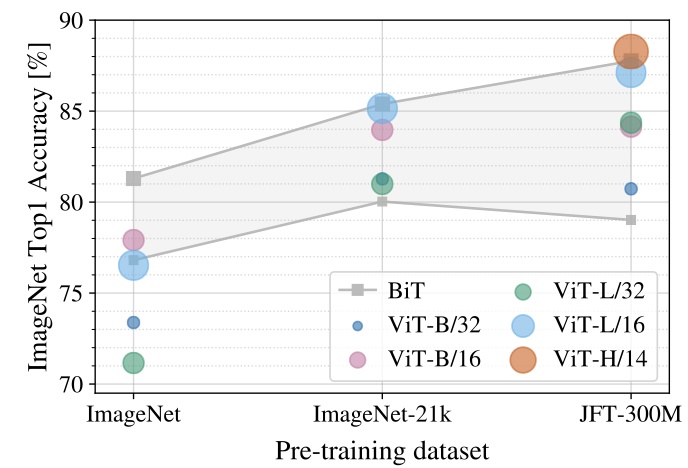 ImageNet Top1 Accuracy [%]
90
85
80
75
70
BiT
ViT-B/32
ViT-B/16
ViT-L/32
ViT-L/16
ViT-H/14
ImageNet
ImageNet-21k
JFT-300M
Pre-training dataset